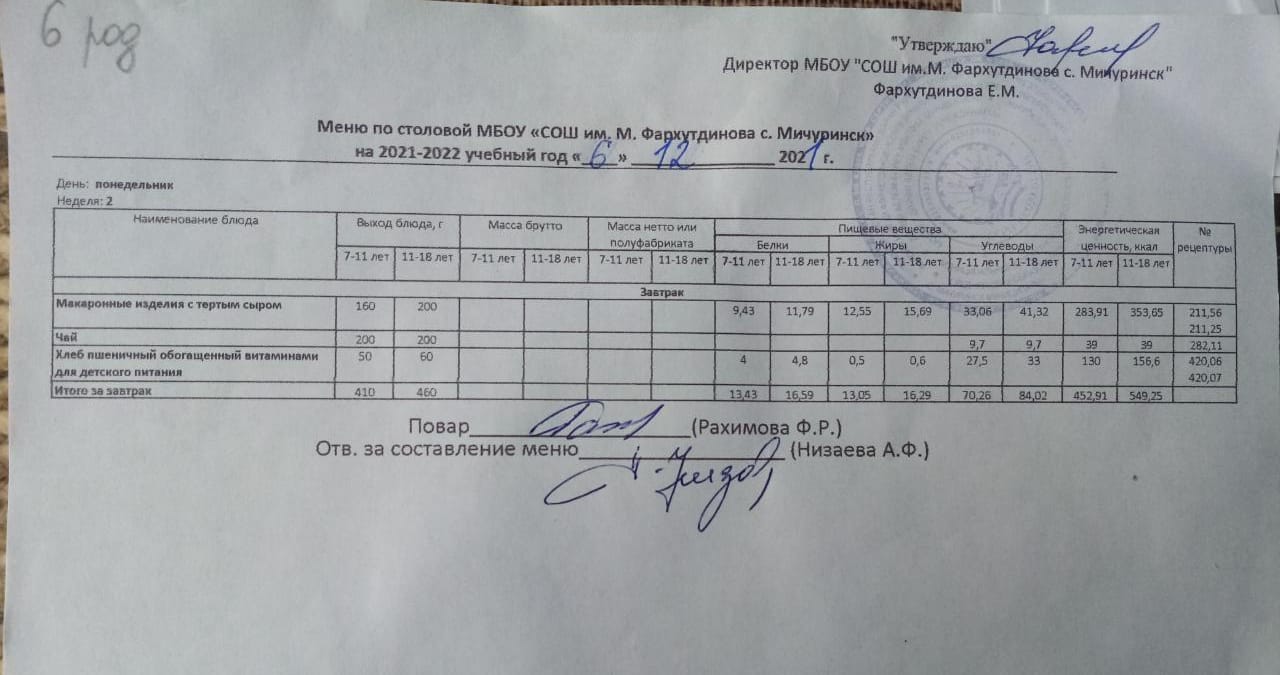 6 род
"Утверждаю"
Директор МБОУ "СОШ им.М. Фархутдинова с. Мичуринск"
Фархутдинова Е.М.
Меню по столовой МБОУ «СОШ им. М. Фархутдинова с. Мичуринск»
на 2021-2022 учебный год « 6 » 12 2021 г.
День: понедельник
Неделя: 2
Наименование блюда Выход блюда, г Масса брутто Масса нетто или полуфабриката Пищевые вещества Энергетическая ценность, ккал № рецептуры
Белки Жиры Углеводы
7-11 лет 11-18 лет 7-11 лет 11-18 лет 7-11 лет 11-18 лет 7-11 лет 11-18 лет 7-11 лет 11-18 лет 7-11 лет 11-18 лет 7-11 лет 11-18 лет
Завтрак
Макаронные изделия с тертым сыром 160 200 9,43 11,79 12,55 15,69 33,06 41,32 283,91 353,65 211,56
211,25
Чай 200 200 9,7 9,7 39 39 282,11
Хлеб пшеничный обогащенный витаминами 50 60 4 4,8 0,5 0,6 27,5 33 130 156,6 420,06
для детского питания 420,07
Итого за завтрак 410 460 13,43 16,59 13,05 16,29 70,26 84,02 452,91 549,25
Повар (Рахимова Ф.Р.)
Отв. за составление меню (Низаева А.Ф.)